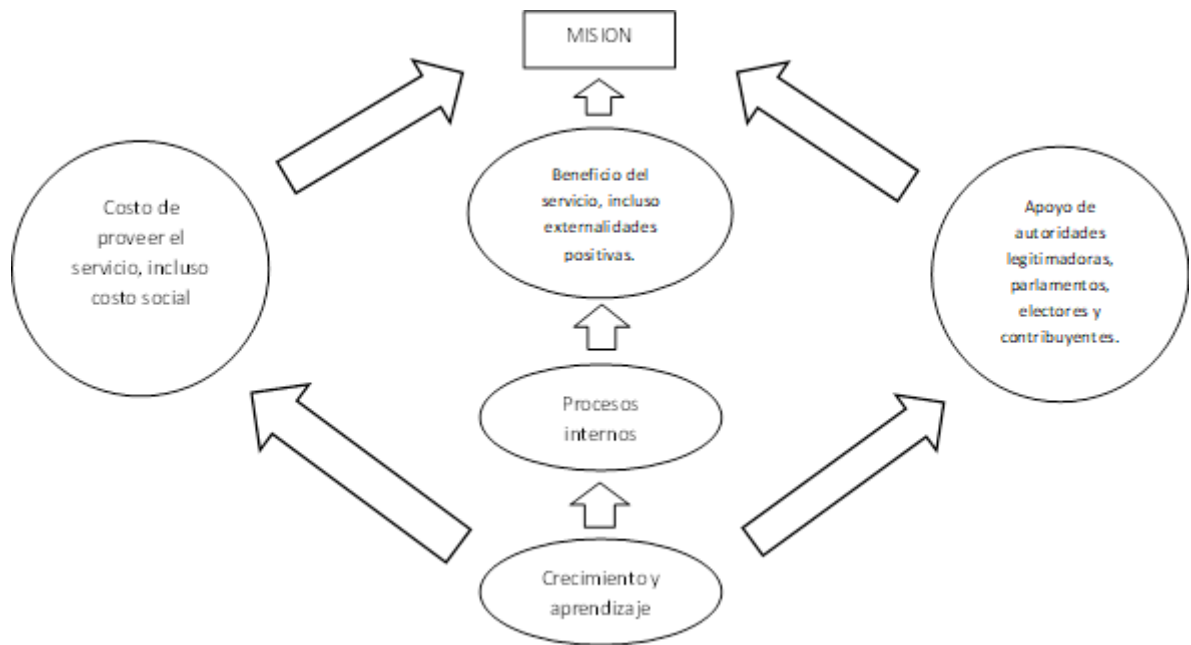 MISION
Costo de
proveer el
servicio, incluso
costo social
Beneficio del
servicio, incluso
externalidades
positivas.
Apoyo de
autoridades
legitimadoras,
parlamentos,
electores y
contribuyentes.
Procesos
internos
Crecimiento y
aprendizaje